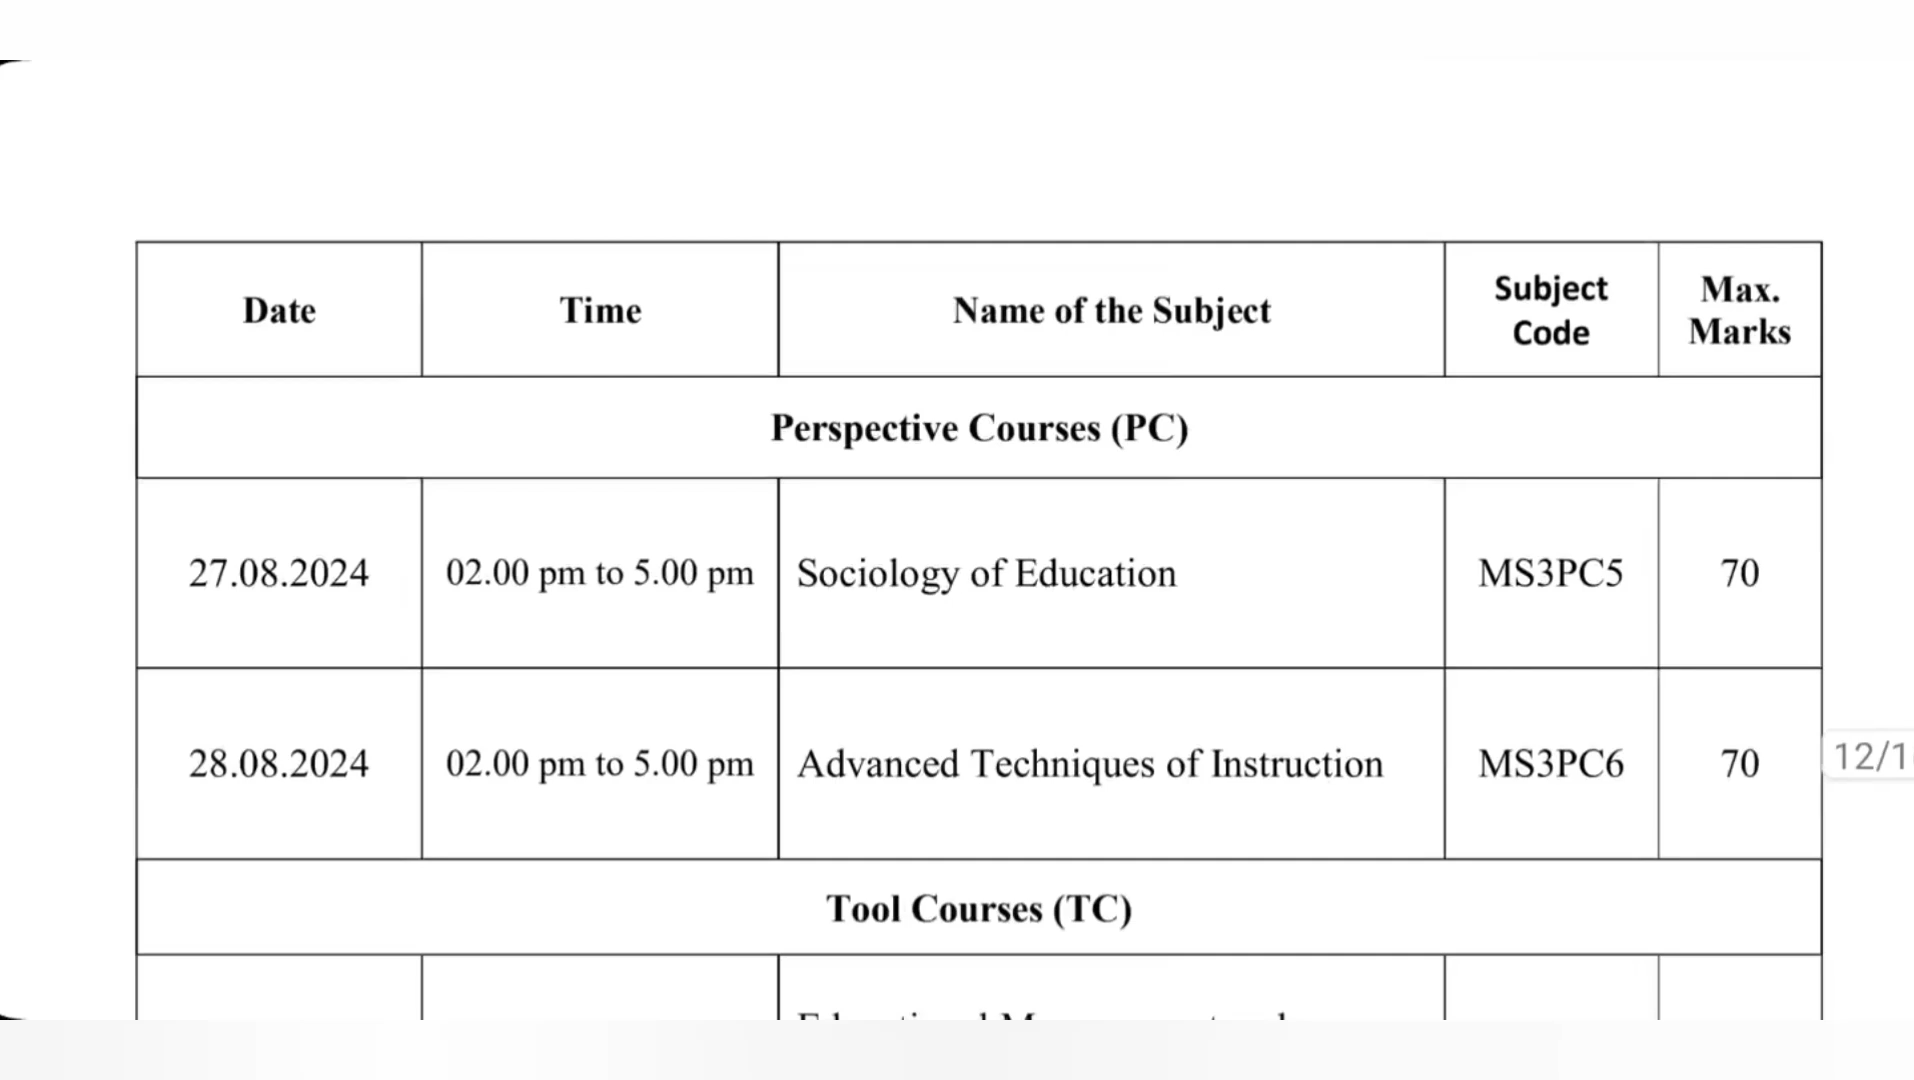 Date Time Name of the Subject Subject Code Max. Marks
Perspective Courses (PC)
27.08.2024 02.00 pm to 5.00 pm Sociology of Education MS3PC5 70
28.08.2024 02.00 pm to 5.00 pm Advanced Techniques of Instruction MS3PC6 70
12/1
Tool Courses (TC)